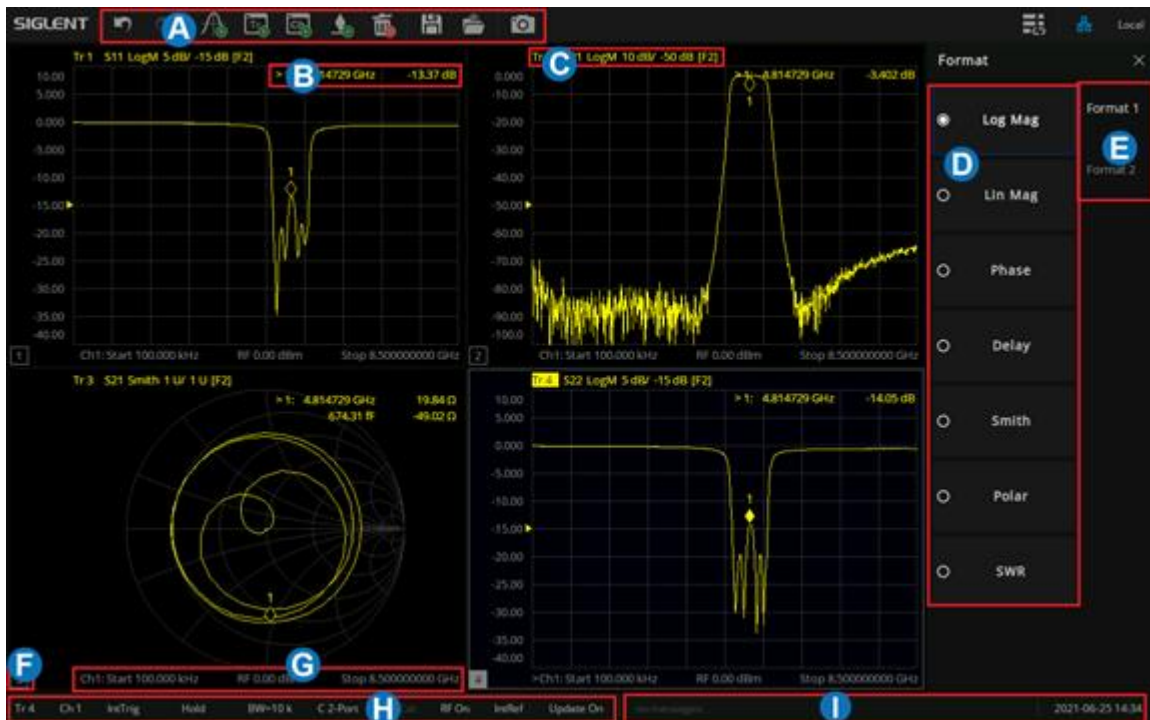 SIGLENT
A
Local
Tr 1 S11 LogM 5 dB/ -15 dB [F2]
B
4729 GHz -13.37 dB
10.00
5.000
0.000
-5.000
-10.00
-15.00
-20.00
-25.00
-30.00
-35.00
-40.00
1
1
Ch1: Start 100.000 kHz RF 0.00 dBm Stop 8.500000000 GHz
C
LogM 10 dB/ -50 dB [F2]
>1: 4.814729 GHz -3.402 dB
0.000
-10.00
-20.00
-30.00
-40.00
-60.00
-70.00
-80.00
-90.00
-100.0
1
2
Ch1: Start 100.000 kHz RF 0.00 dBm Stop 8.500000000 GHz
Tr 3 S21 Smith 1 U/ 1 U [F2]
>1: 4.814729 GHz 19.84 Ω
674.31 fF -49.02 Ω
1
F
G
Ch1: Start 100.000 kHz RF 0.00 Stop 8.500000000 GHz
Tr 4 S22 LogM 5 dB/ -15 dB [F2]
>1: 4.814729 GHz -14.05 dB
10.00
5.000
0.000
-5.000
-10.00
-15.00
-20.00
-25.00
-30.00
-35.00
-40.00
1
4
>Ch1: Start 100.000 kHz RF 0.00 dBm Stop 8.500000000 GHz
Format
Log Mag
Lin Mag
Phase
Delay
Smith
Polar
SWR
D
Format 1
E
Format 2
Tr 4 Ch 1 IntTrig Hold BW=10 k C 2-Port H RF On IntRef Update On
no messages
I
2021-06-25 14:34